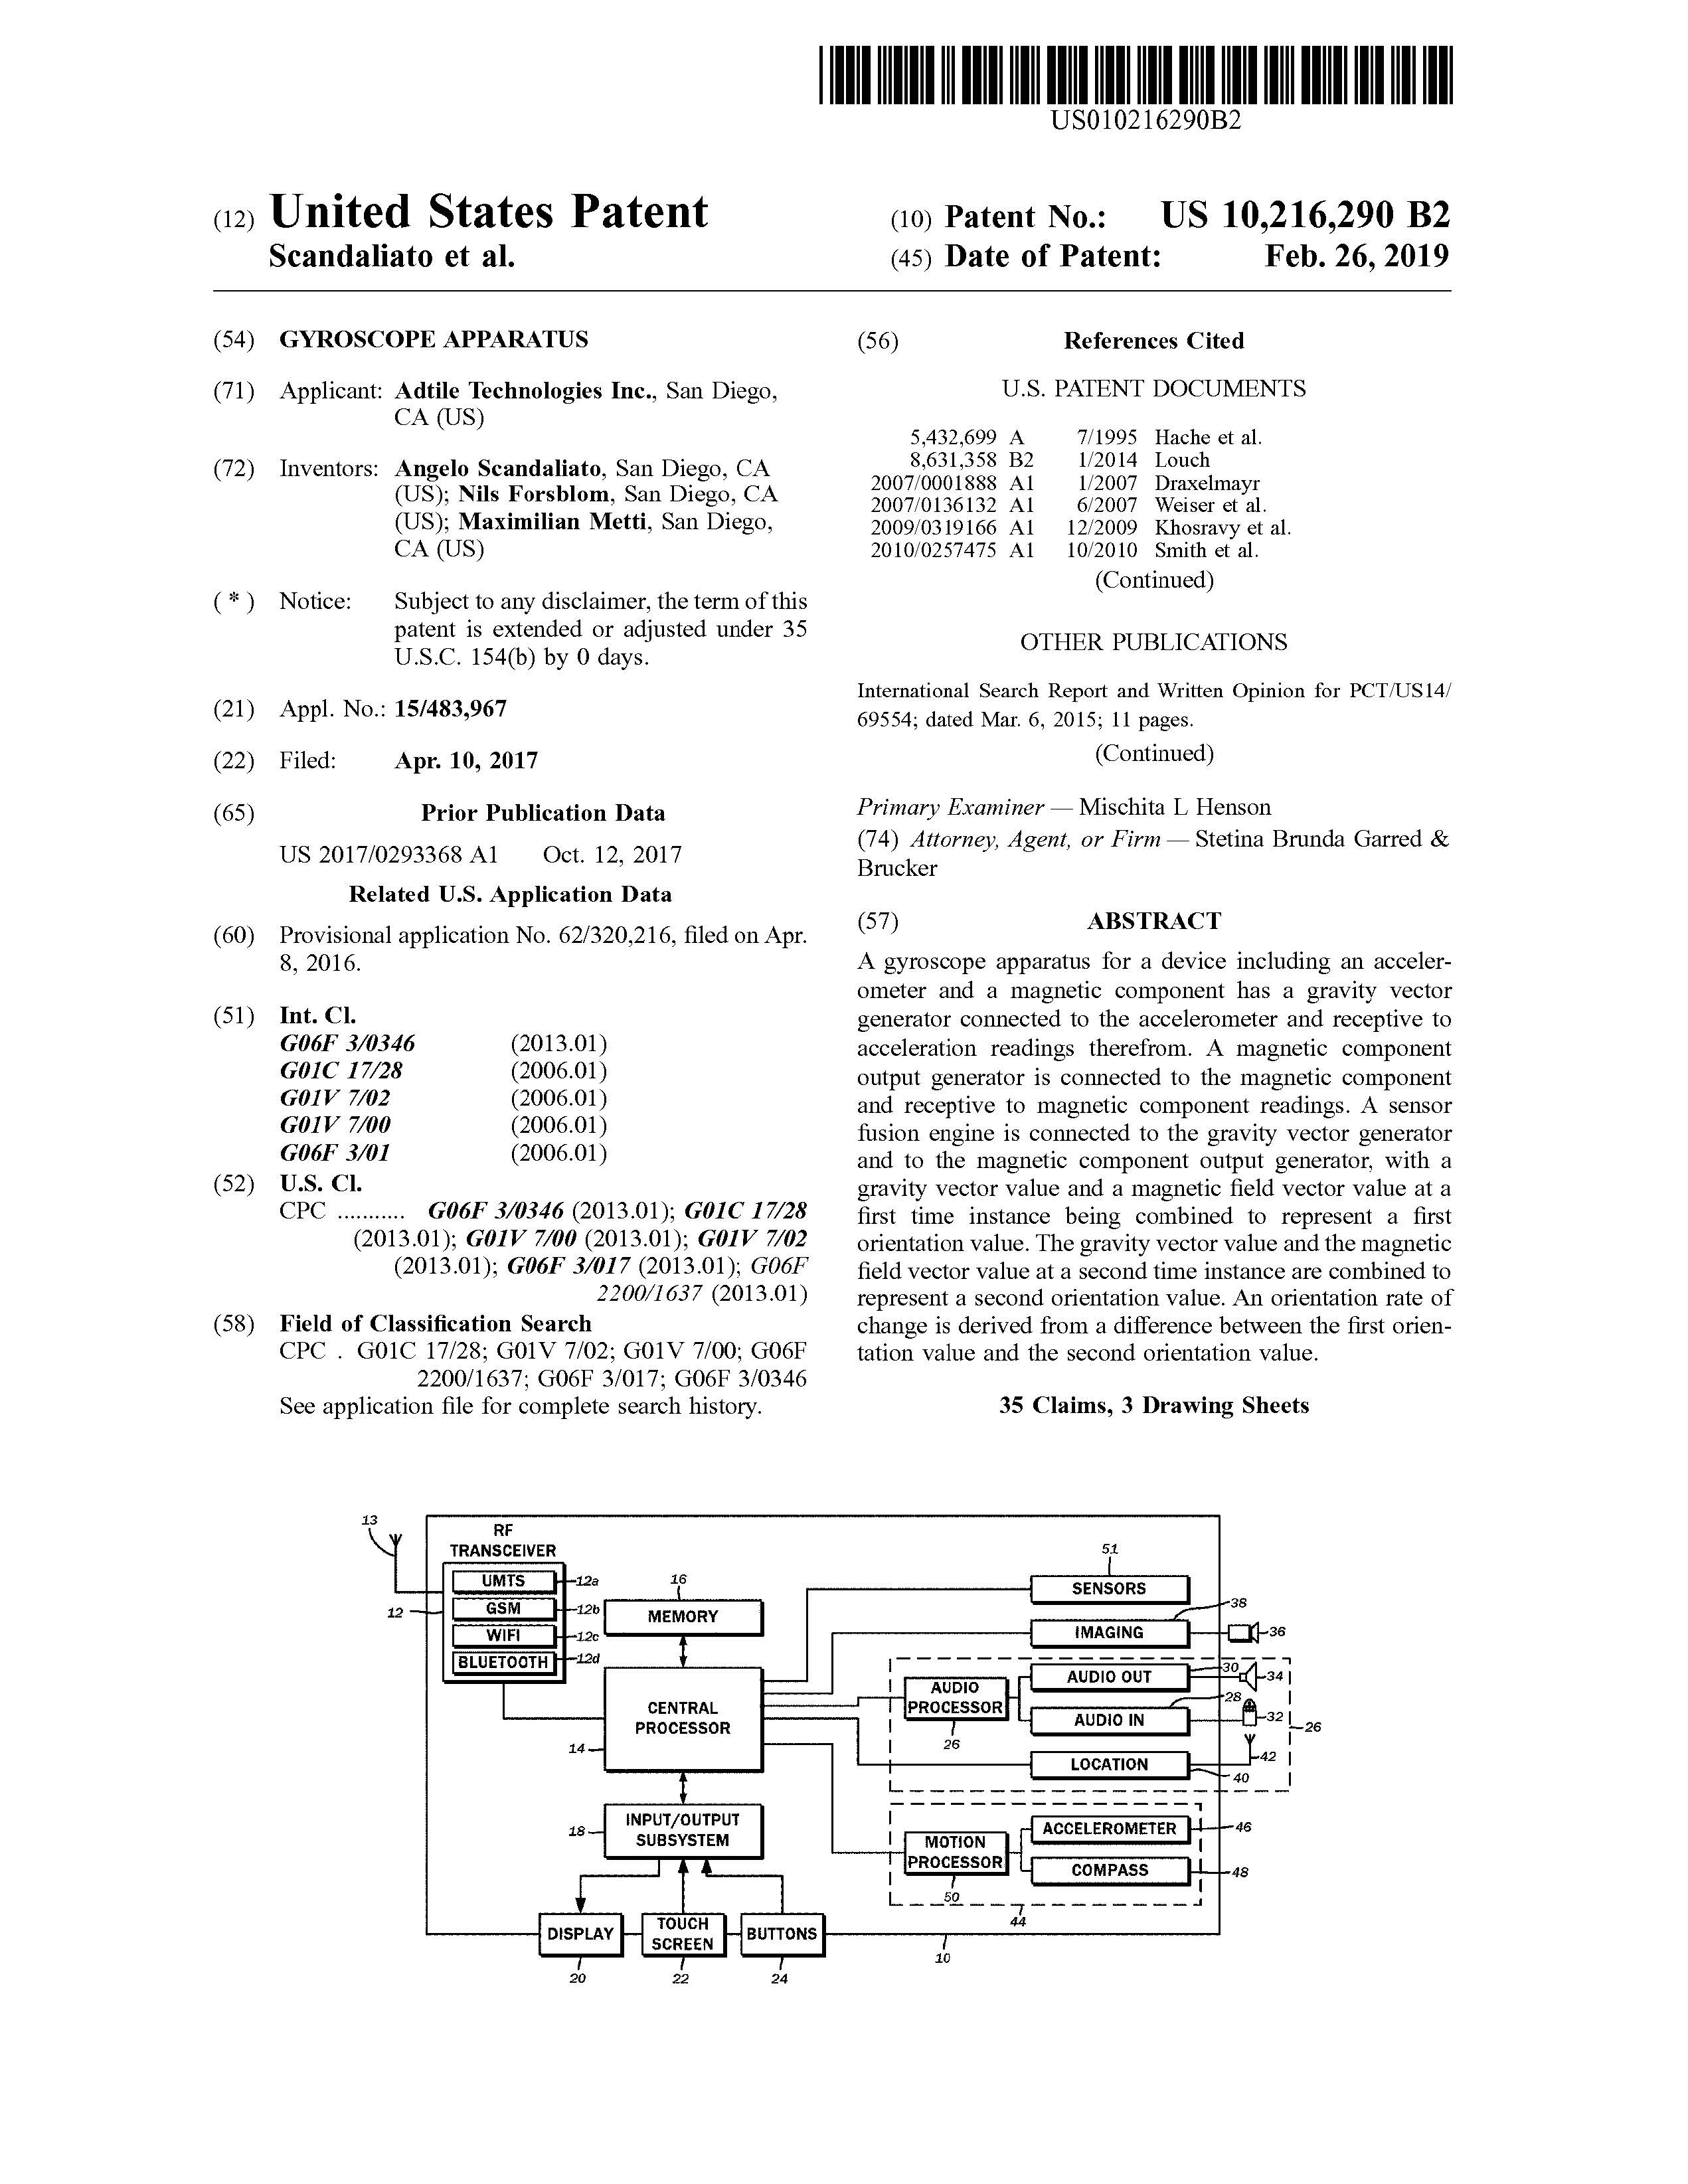 US010216290B2
(12) United States Patent
Scandaliato et al.
(10) Patent No.: US 10,216,290 B2
(45) Date of Patent: Feb. 26, 2019
(54) GYROSCOPE APPARATUS
(71) Applicant: Adtile Technologies Inc., San Diego,
CA (US)
(72) Inventors: Angelo Scandaliato, San Diego, CA
(US); Nils Forsblom, San Diego, CA
(US); Maximilian Metti, San Diego,
CA (US)
( * ) Notice: Subject to any disclaimer, the term of this
patent is extended or adjusted under 35
U.S.C. 154(b) by 0 days.
(21) Appl. No.: 15/483,967
(22) Filed: Apr. 10, 2017
(65) Prior Publication Data
US 2017/0293368 A1 Oct. 12, 2017
Related U.S. Application Data
(60) Provisional application No. 62/320,216, filed on Apr.
8, 2016.
(51) Int. Cl.
G06F 3/0346 (2013.01)
G01C 17/28 (2006.01)
G01V 7/02 (2006.01)
G01V 7/00 (2006.01)
G06F 3/01 (2006.01)
(52) U.S. Cl.
CPC ........... G06F 3/0346 (2013.01); G01C 17/28
(2013.01); G01V 7/00 (2013.01); G01V 7/02
(2013.01); G06F 3/017 (2013.01); G06F
2200/1637 (2013.01)
(58) Field of Classification Search
CPC . G01C 17/28; G01V 7/02; G01V 7/00; G06F
2200/1637; G06F 3/017; G06F 3/0346
See application file for complete search history.
(56) References Cited
U.S. PATENT DOCUMENTS
5,432,699 A 7/1995 Hache et al.
8,631,358 B2 1/2014 Louch
2007/0001888 A1 1/2007 Draxelmayr
2007/0136132 A1 6/2007 Weiser et al.
2009/0319166 A1 12/2009 Khosravy et al.
2010/0257475 A1 10/2010 Smith et al.
(Continued)
OTHER PUBLICATIONS
International Search Report and Written Opinion for PCT/US14/
69554; dated Mar. 6, 2015; 11 pages.
(Continued)
Primary Examiner — Mischita L Henson
(74) Attorney, Agent, or Firm — Stetina Brunda Garred &
Brucker
(57) ABSTRACT
A gyroscope apparatus for a device including an acceler-
ometer and a magnetic component has a gravity vector
generator connected to the accelerometer and receptive to
acceleration readings therefrom. A magnetic component
output generator is connected to the magnetic component
and receptive to magnetic component readings. A sensor
fusion engine is connected to the gravity vector generator
and to the magnetic component output generator, with a
gravity vector value and a magnetic field vector value at a
first time instance being combined to represent a first
orientation value. The gravity vector value and the magnetic
field vector value at a second time instance are combined to
represent a second orientation value. An orientation rate of
change is derived from a difference between the first orien-
tation value and the second orientation value.
35 Claims, 3 Drawing Sheets
13
RF
TRANSCEIVER
UMTS 12a
GSM 12b
WIFI 12c
BLUETOOTH 12d
12
16
MEMORY
CENTRAL
PROCESSOR
14
INPUT/OUTPUT
SUBSYSTEM
18
DISPLAY
20
TOUCH
SCREEN
22
BUTTONS
24
51
SENSORS
38
IMAGING
36
AUDIO
PROCESSOR
26
AUDIO OUT
30
34
28
AUDIO IN
32
26
LOCATION
42
40
MOTION
PROCESSOR
50
ACCELEROMETER
46
COMPASS
48
44
10